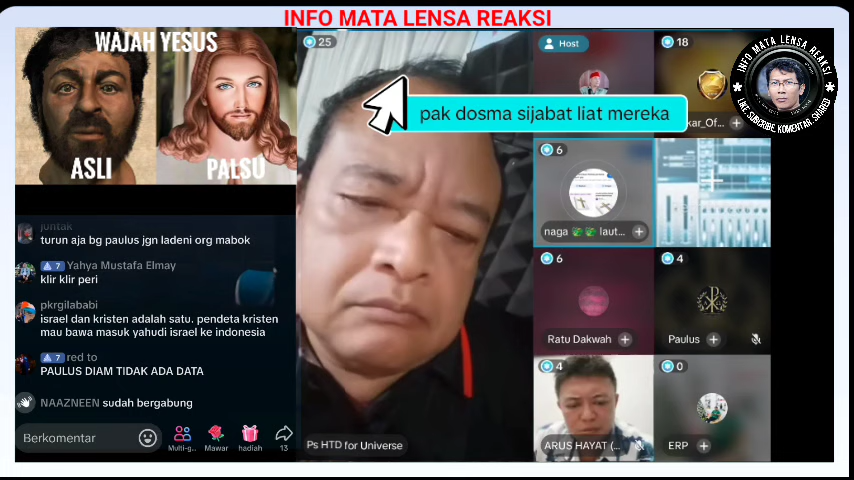 INFO MATA LENSA REAKSI
WAJAH YESUS
ASLI
PALSU
juntak
turun aja bg paulus jgn ladeni org mabok
7 Yahya Mustafa Elmay
klir klir peri
pkrgilababi
israel dan kristen adalah satu. pendeta kristen
mau bawa masuk yahudi israel ke indonesia
7 red to
PAULUS DIAM TIDAK ADA DATA
NAAZNEEN sudah bergabung
Berkomentar
Multi-g...
Mawar
hadiah
13
25
pak dosma sijabat liat mereka
Ps HTD for Universe
Host
18
kar_Of...
6
naga laut...
6
Ratu Dakwah
4
Paulus
4
ARUS HAYAT (...
0
ERP
INFO MATA LENSA REAKSI
LIKE, SUBCRIBE, KOMENTAR, SHARED